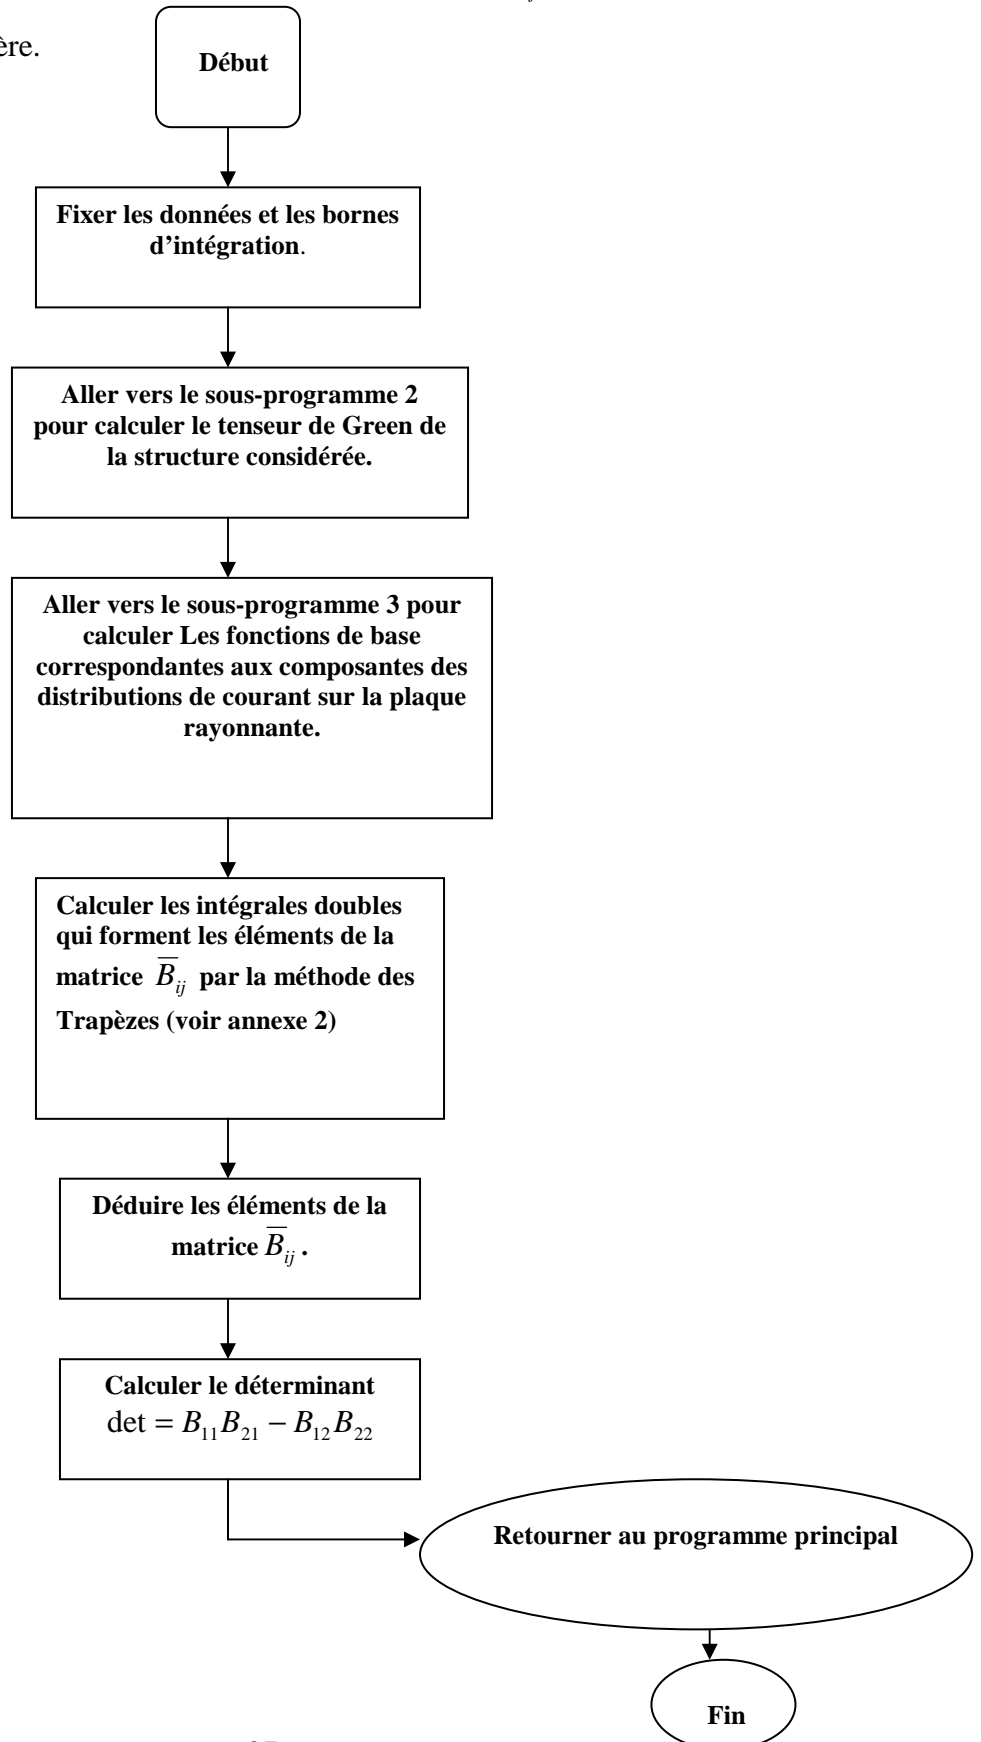 ère.
Début
Fixer les données et les bornes
d’intégration.
Aller vers le sous-programme 2
pour calculer le tenseur de Green de
la structure considérée.
Aller vers le sous-programme 3 pour
calculer Les fonctions de base
correspondantes aux composantes des
distributions de courant sur la plaque
rayonnante.
Calculer les intégrales doubles
qui forment les éléments de la
matrice B̅ij par la méthode des
Trapèzes (voir annexe 2)
Déduire les éléments de la
matrice B̅ij .
Calculer le déterminant
det = B11B21 − B12B22
Retourner au programme principal
Fin